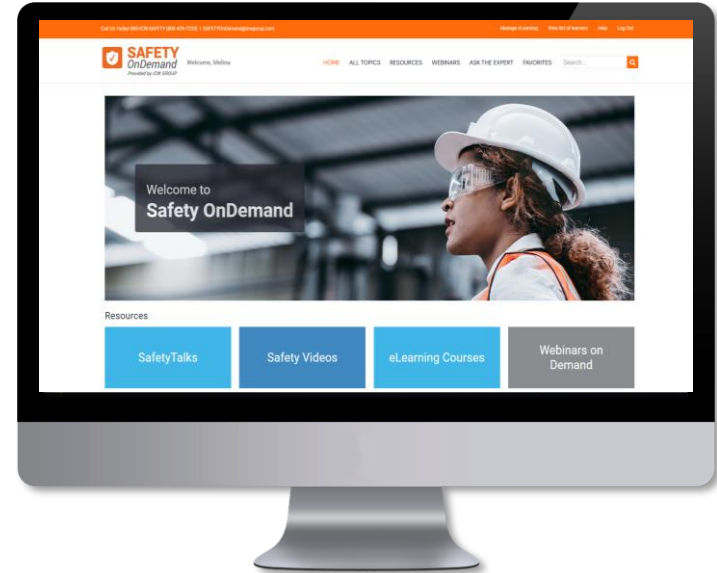 Manage eLearning View list of learners Help Log Out
SAFETY
OnDemand
Provided by ICW GROUP
Welcome, Melina
HOME ALL TOPICS RESOURCES WEBINARS ASK THE EXPERT FAVORITES Search...
Welcome to
Safety OnDemand
Resources
SafetyTalks
Safety Videos
eLearning Courses
Webinars on
Demand